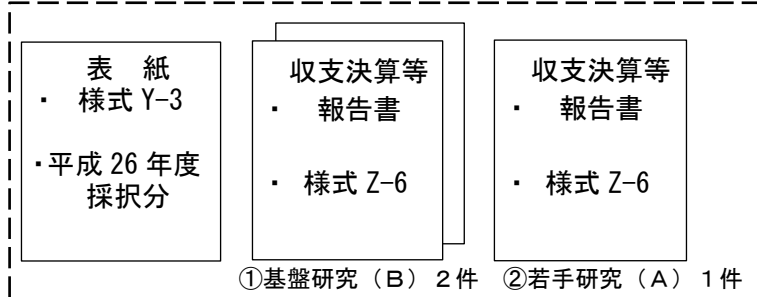 表　紙
・ 様式 Y-3
・平成 26 年度
採択分
収支決算等
・ 報告書
・ 様式 Z-6
収支決算等
・ 報告書
・ 様式 Z-6
①基盤研究（Ｂ）２件
②若手研究（Ａ）１件